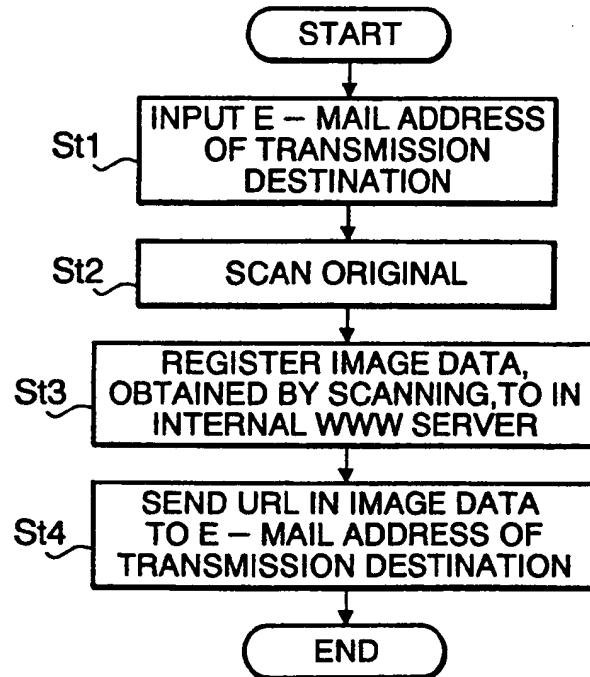 START
St1
INPUT E – MAIL ADDRESS
OF TRANSMISSION
DESTINATION
St2
SCAN ORIGINAL
St3
REGISTER IMAGE DATA,
OBTAINED BY SCANNING,TO IN
INTERNAL WWW SERVER
St4
SEND URL IN IMAGE DATA
TO E – MAIL ADDRESS OF
TRANSMISSION DESTINATION
END